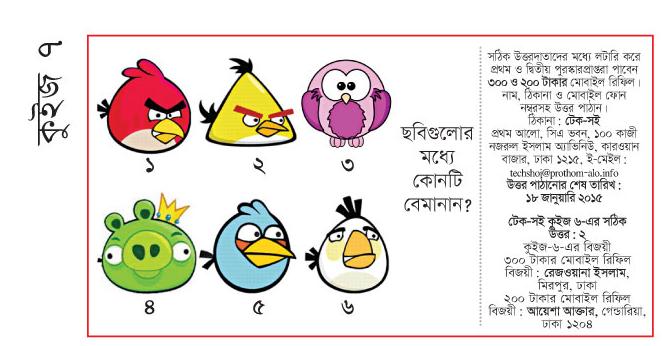 কুইজ ৭
১
২
৩
৪
৫
৬
ছবিগুলোর
মধ্যে
কোনটি
বেমানান?
সঠিক উত্তরদাতাদের মধ্যে লটারি করে
প্রথম ও দ্বিতীয় পুরস্কারপ্রাপ্তরা পাবেন
৩০০ ও ২০০ টাকার মোবাইল রিফিল।
নাম, ঠিকানা ও মোবাইল ফোন
নম্বরসহ উত্তর পাঠান।
ঠিকানা : টেক-সই
প্রথম আলো, সিএ ভবন, ১০০ কাজী
নজরুল ইসলাম অ্যাভিনিউ, কারওয়ান
বাজার, ঢাকা ১২১৫, ই-মেইল :
techshoi@prothom-alo.info
উত্তর পাঠানোর শেষ তারিখ :
১৮ জানুয়ারি ২০১৫
টেক-সই কুইজ ৬-এর সঠিক
উত্তর : ২
কুইজ-৬-এর বিজয়ী
৩০০ টাকার মোবাইল রিফিল
বিজয়ী : রেজওয়ানা ইসলাম,
মিরপুর, ঢাকা
২০০ টাকার মোবাইল রিফিল
বিজয়ী : আয়েশা আক্তার, গেন্ডারিয়া,
ঢাকা ১২০৪